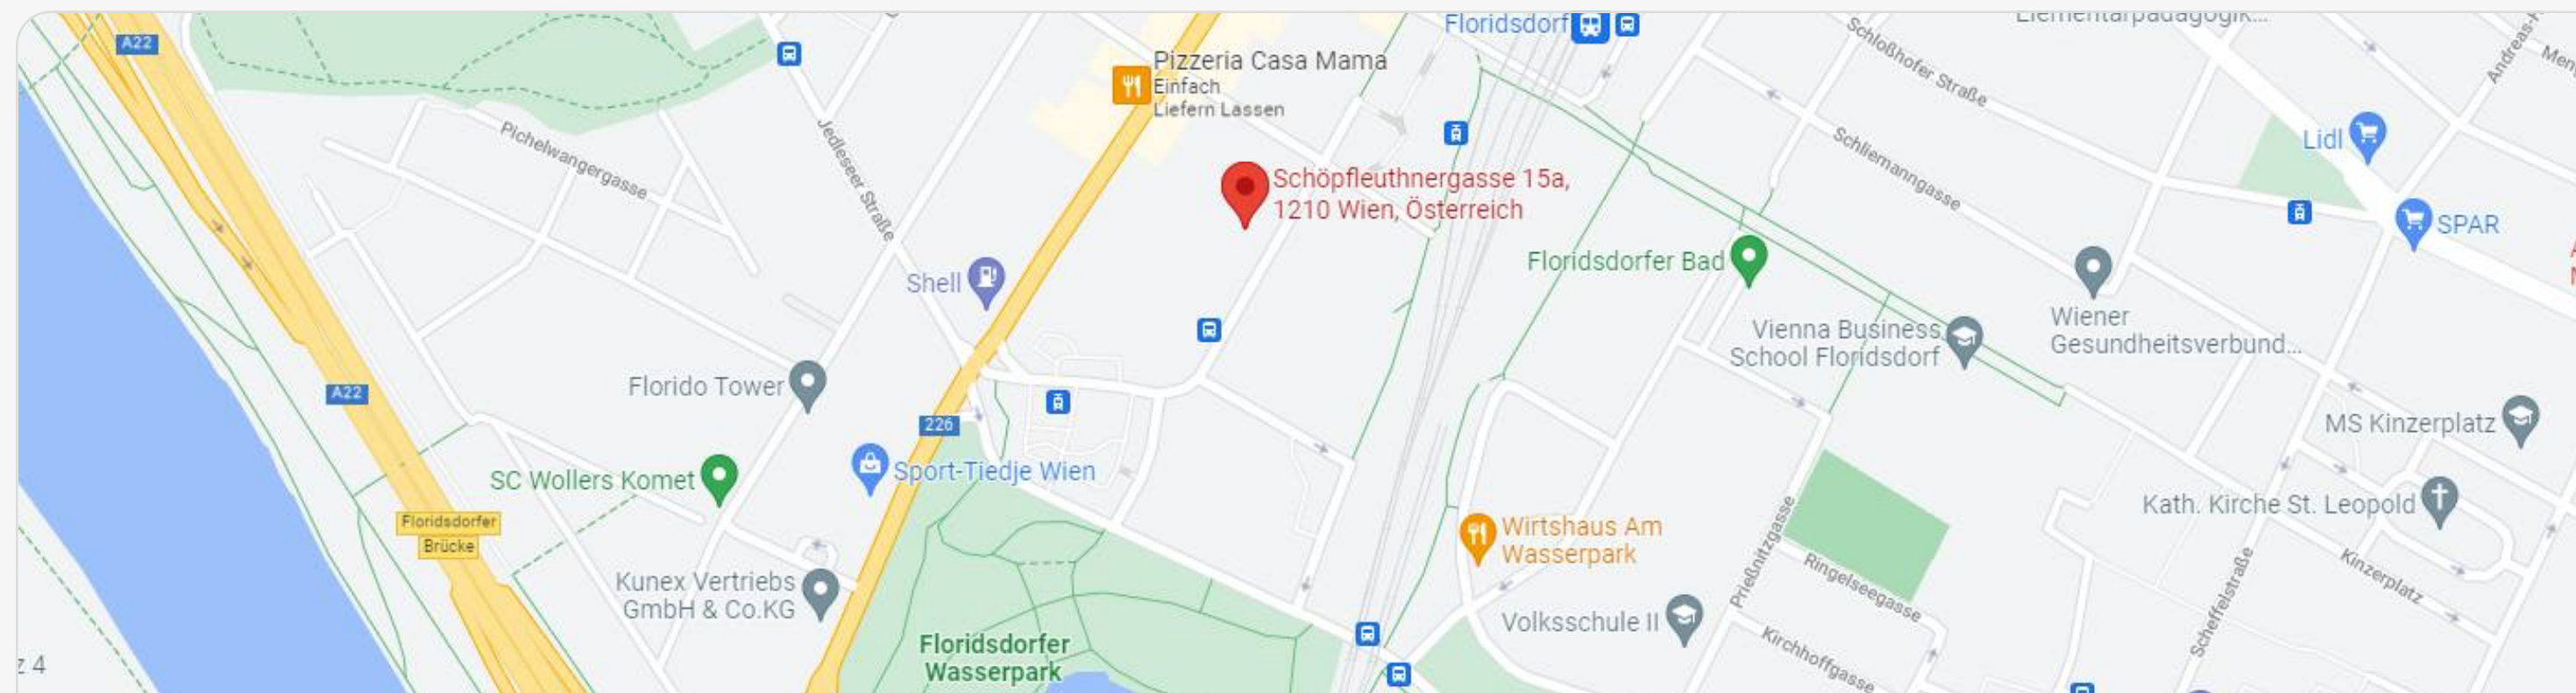 A22
Floridsdorf
Schloßhofer Straße
Pizzeria Casa Mama
Einfach
Liefern Lassen
Pichelwangergasse
Jedleseer Straße
Schliemanngasse
Lidl
Schöpfleuthnergasse 15a,
1210 Wien, Österreich
SPAR
Floridsdorfer Bad
Shell
Wiener
Gesundheitsverbund...
Vienna Business
School Floridsdorf
Florido Tower
A22
226
MS Kinzerplatz
Sport-Tiedje Wien
SC Wollers Komet
Kath. Kirche St. Leopold
Floridsdorfer
Brücke
Wirtshaus Am
Wasserpark
Prießnitzgasse
Ringelseegasse
Kinzerplatz
Scheffelstraße
Kunex Vertriebs
GmbH & Co.KG
Volksschule II
Kirchhoffgasse
Floridsdorfer
Wasserpark
z 4